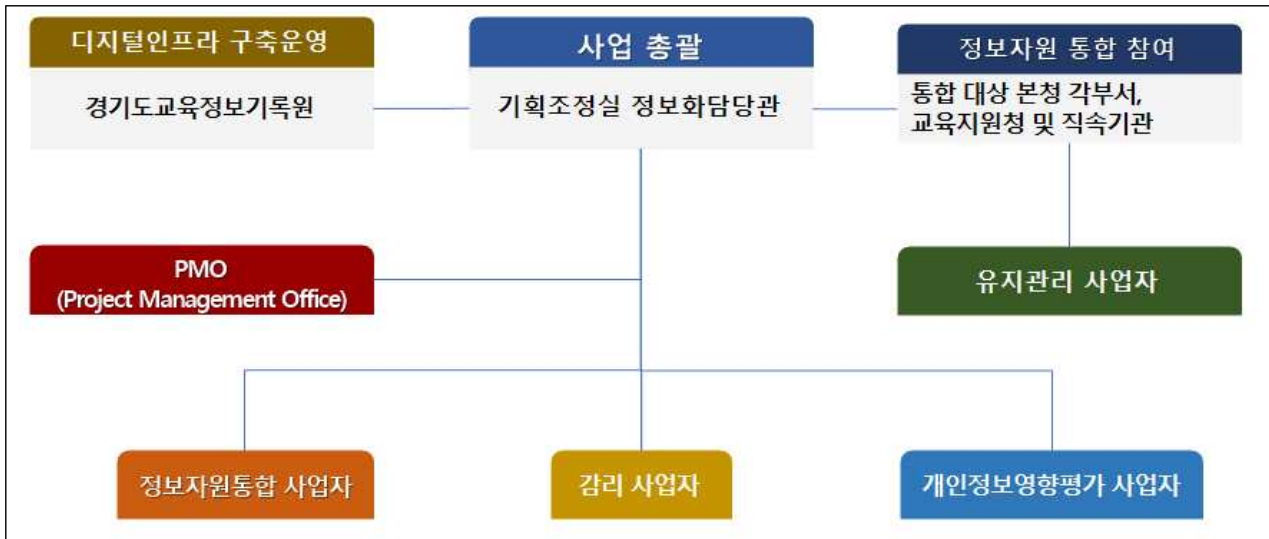 디지털인프라 구축운영
경기도교육정보기록원
사업 총괄
기획조정실 정보화담당관
정보자원 통합 참여
통합 대상 본청 각부서,
교육지원청 및 직속기관
PMO
(Project Management Office)
유지관리 사업자
정보자원통합 사업자
감리 사업자
개인정보영향평가 사업자